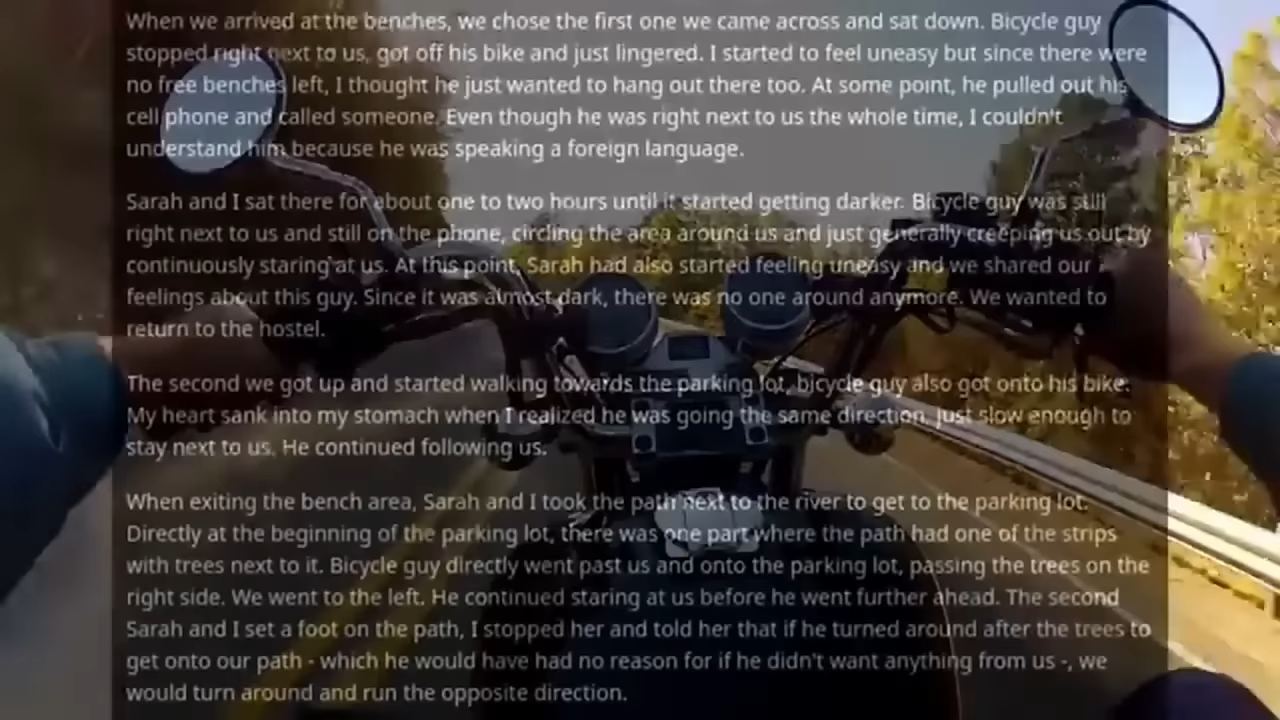 When we arrived at the benches, we chose the first one we came across and sat down. Bicycle guy
stopped right next to us, got off his bike and just lingered. I started to feel uneasy but since there were
no free benches left, I thought he just wanted to hang out there too. At some point, he pulled out his
cell phone and called someone. Even though he was right next to us the whole time, I couldn't
understand him because he was speaking a foreign language.
Sarah and I sat there for about one to two hours until it started getting darker. Bicycle guy was still
right next to us and still on the phone, circling the area around us and just generally creeping us out by
continuously staring at us. At this point, Sarah had also started feeling uneasy and we shared our
feelings about this guy. Since it was almost dark, there was no one around anymore. We wanted to
return to the hostel.
The second we got up and started walking towards the parking lot, bicycle guy also got onto his bike.
My heart sank into my stomach when I realized he was going the same direction. Just slow enough to
stay next to us. He continued following us.
When exiting the bench area, Sarah and I took the path next to the river to get to the parking lot.
Directly at the beginning of the parking lot, there was one part where the path had one of the strips
with trees next to it. Bicycle guy directly went past us and onto the parking lot, passing the trees on the
right side. We went to the left. He continued staring at us before he went further ahead. The second
Sarah and I set a foot on the path, I stopped her and told her that if he turned around after the trees to
get onto our path - which he would have had no reason for if he didn't want anything from us -, we
would turn around and run the opposite direction.